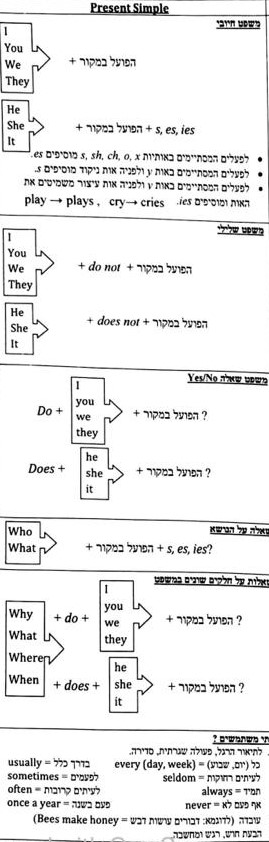 Present Simple
משפט חיובי
I
You
We
They
+ הפועל במקור
He
She
It
+ הפועל במקור + s, es, ies
• לפעלים המסתיימים באותיות s, sh, ch, o, x מוסיפים es.
• לפעלים המסתיימים באות y ולפניה אות ניקוד מוסיפים s.
• לפעלים המסתיימים באות y ולפניה אות עיצור משמיטים את
האות ומוסיפים ies. play → plays , cry → cries
משפט שלילי
I
You
We
They
+ do not + הפועל במקור
He
She
It
+ does not + הפועל במקור
משפט שאלה Yes/No
Do +
I
you
we
they
+ הפועל במקור ?
Does +
he
she
it
+ הפועל במקור ?
שאלה על הנושא
Who
What
+ הפועל במקור + s, es, ies?
שאלות על חלקים שונים במשפט
Why
What
Where
When
+ do +
I
you
we
they
+ הפועל במקור ?
+ does +
he
she
it
+ הפועל במקור ?
תי משתמשים ?
לתיאור הרגל, פעולה שגרתית, סדירה.
כל (יום, שבוע) = every (day, week) בדרך כלל = usually
לעיתים רחוקות = seldom לפעמים = sometimes
תמיד = always לעיתים קרובות = often
אף פעם לא = never פעם בשנה = once a year
עובדה (לדוגמא: דבורים עושות דבש = Bees make honey)
הבעת חוש, רגש ומחשבה.